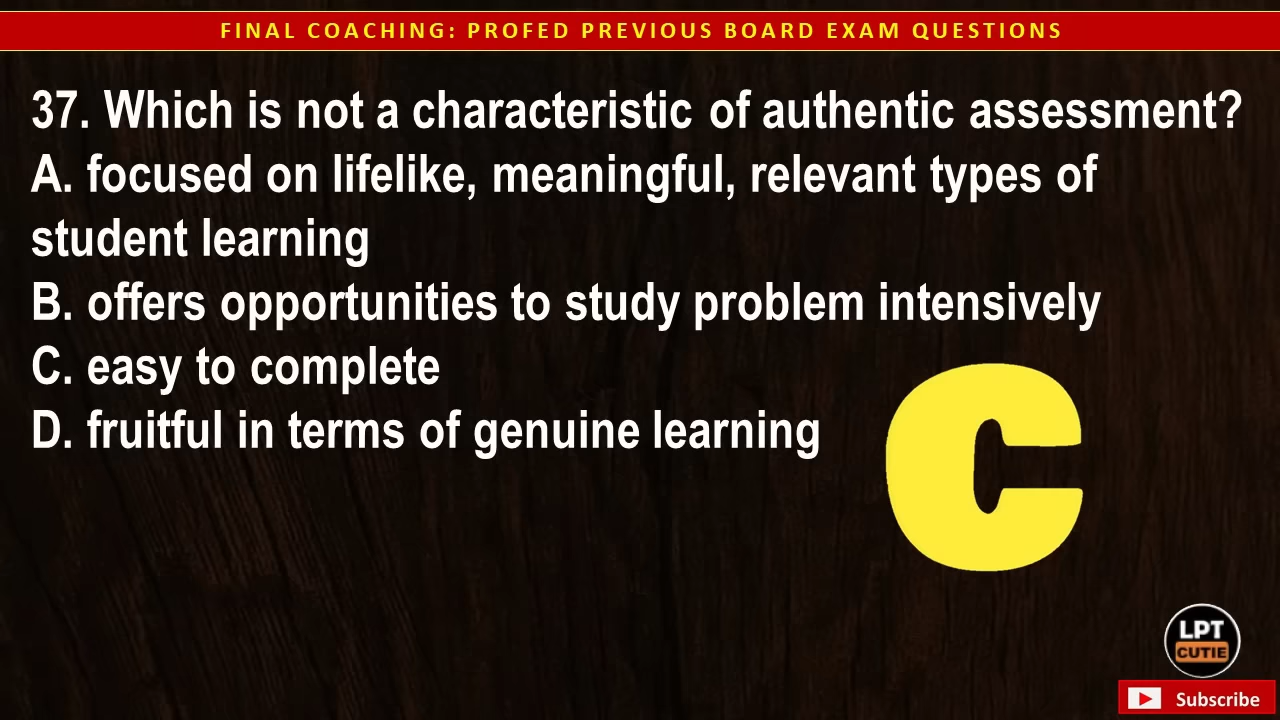 FINAL COACHING: PROFED PREVIOUS BOARD EXAM QUESTIONS
37. Which is not a characteristic of authentic assessment?
A. focused on lifelike, meaningful, relevant types of
student learning
B. offers opportunities to study problem intensively
C. easy to complete
D. fruitful in terms of genuine learning
C
LPT
CUTIE
Subscribe